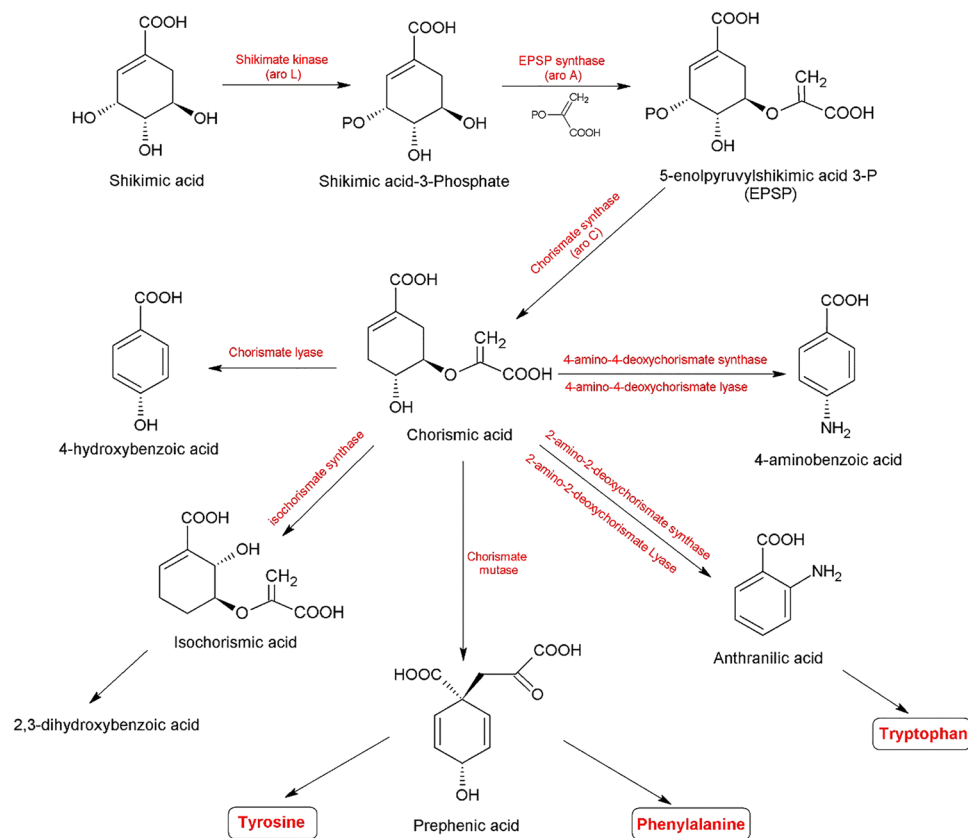 COOH
HO
OH
OH
Shikimic acid
Shikimate kinase
(aro L)
COOH
PO
OH
OH
Shikimic acid-3-Phosphate
EPSP synthase
(aro A)
CH2
PO
COOH
COOH
CH2
PO
O
COOH
OH
5-enolpyruvylshikimic acid 3-P
(EPSP)
Chorismate synthase
(aro C)
COOH
OH
4-hydroxybenzoic acid
Chorismate lyase
COOH
CH2
O
COOH
OH
Chorismic acid
4-amino-4-deoxychorismate synthase
4-amino-4-deoxychorismate lyase
COOH
NH2
4-aminobenzoic acid
isochorismate synthase
COOH
OH
CH2
O
COOH
Isochorismic acid
2,3-dihydroxybenzoic acid
Chorismate
mutase
2-amino-2-deoxychorismate synthase
2-amino-2-deoxychorismate Lyase
COOH
NH2
Anthranilic acid
Tryptophan
HOOC
COOH
O
OH
Prephenic acid
Tyrosine
Phenylalanine